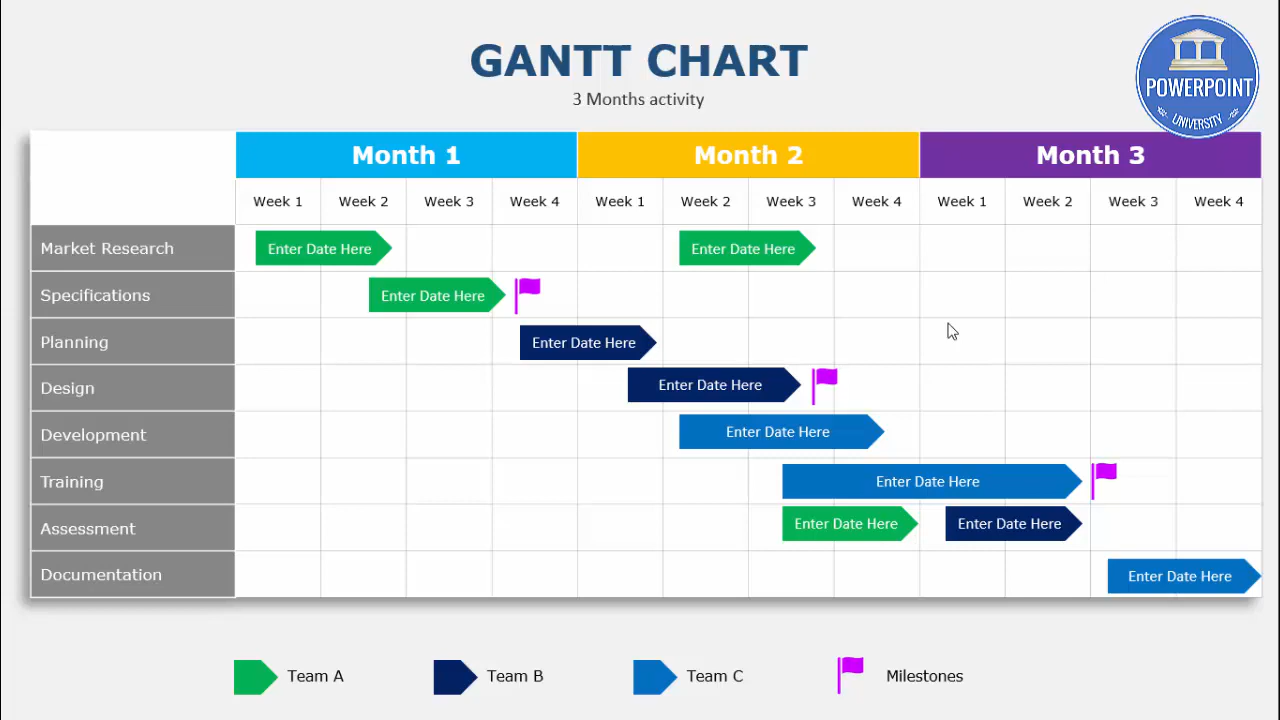 GANTT CHART
3 Months activity
POWERPOINT
UNIVERSITY
Month 1 Month 2 Month 3
Week 1 Week 2 Week 3 Week 4 Week 1 Week 2 Week 3 Week 4 Week 1 Week 2 Week 3 Week 4
Market Research Enter Date Here Enter Date Here
Specifications Enter Date Here
Planning Enter Date Here
Design Enter Date Here
Development Enter Date Here
Training Enter Date Here
Assessment Enter Date Here Enter Date Here
Documentation Enter Date Here
Team A Team B Team C Milestones